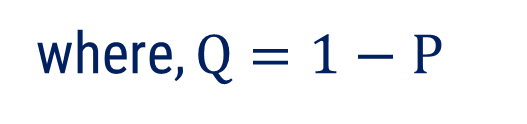 where, Q = 1 − P